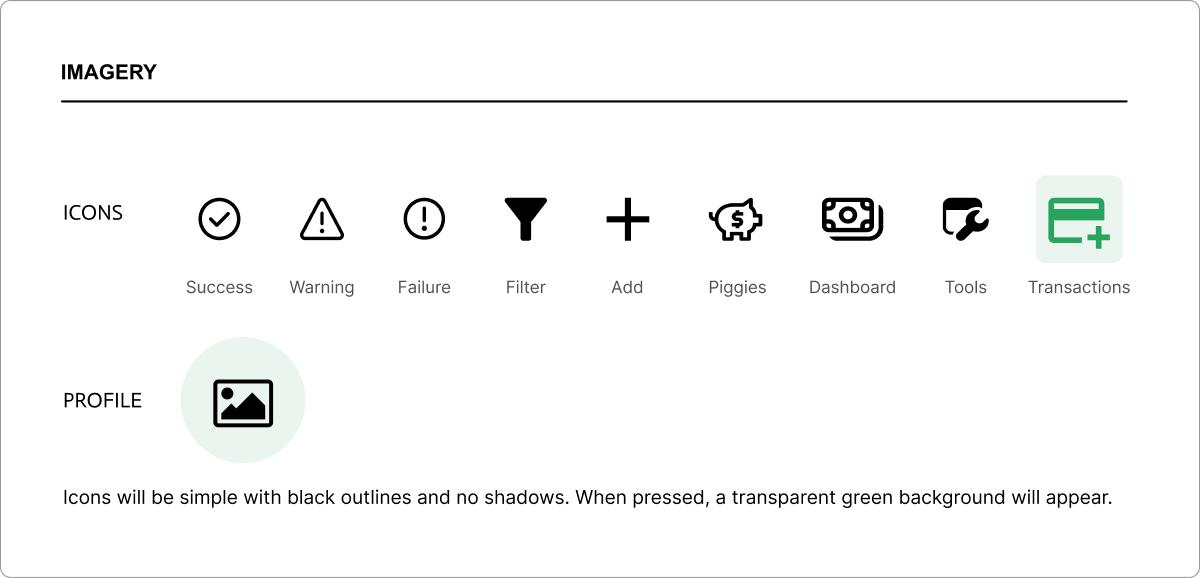 IMAGERY
ICONS
Success Warning Failure Filter Add Piggies Dashboard Tools Transactions
PROFILE
Icons will be simple with black outlines and no shadows. When pressed, a transparent green background will appear.